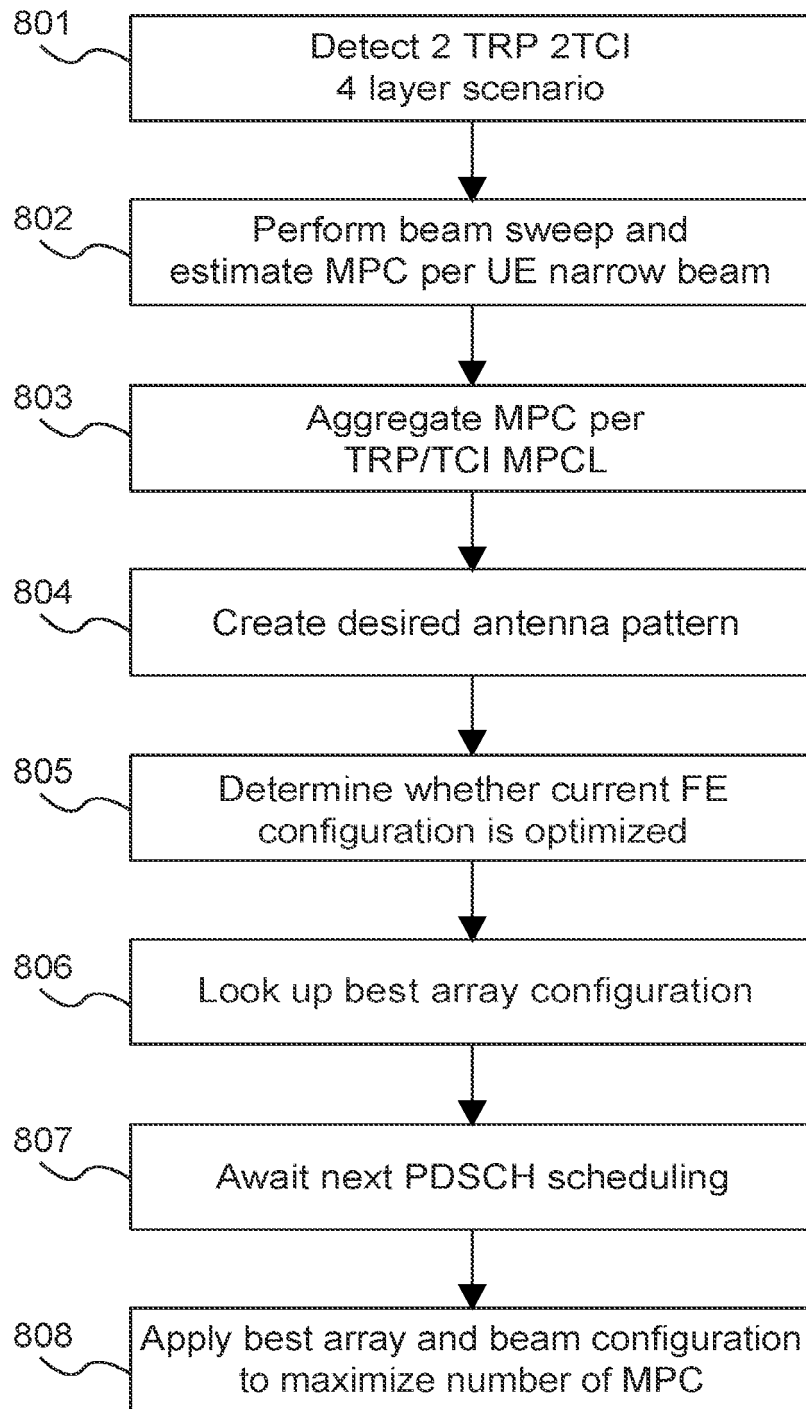 801
Detect 2 TRP 2TCI
4 layer scenario
802
Perform beam sweep and
estimate MPC per UE narrow beam
803
Aggregate MPC per
TRP/TCI MPCL
804
Create desired antenna pattern
805
Determine whether current FE
configuration is optimized
806
Look up best array configuration
807
Await next PDSCH scheduling
808
Apply best array and beam configuration
to maximize number of MPC